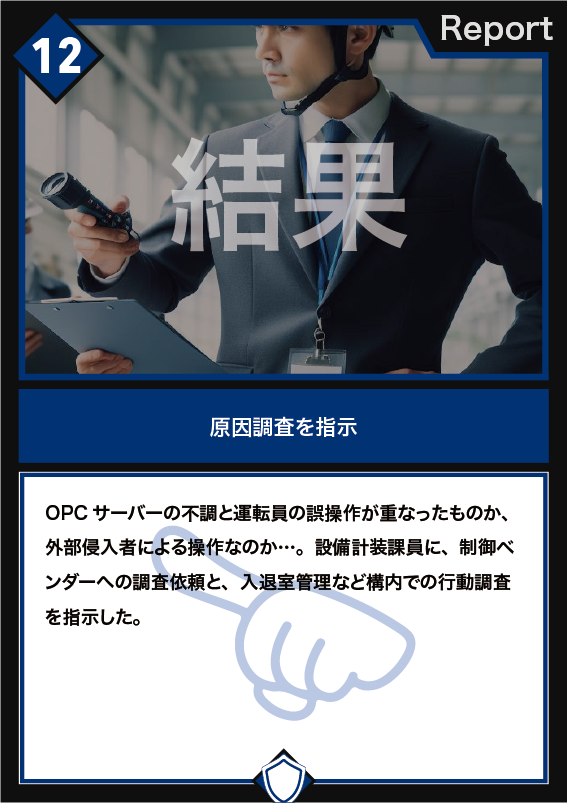 12
Report
結果
原因調査を指示
OPCサーバーの不調と運転員の誤操作が重なったものか、
外部侵入者による操作なのか…。設備計装課員に、制御ベ
ンダーへの調査依頼と、入退室管理など構内での行動調査
を指示した。